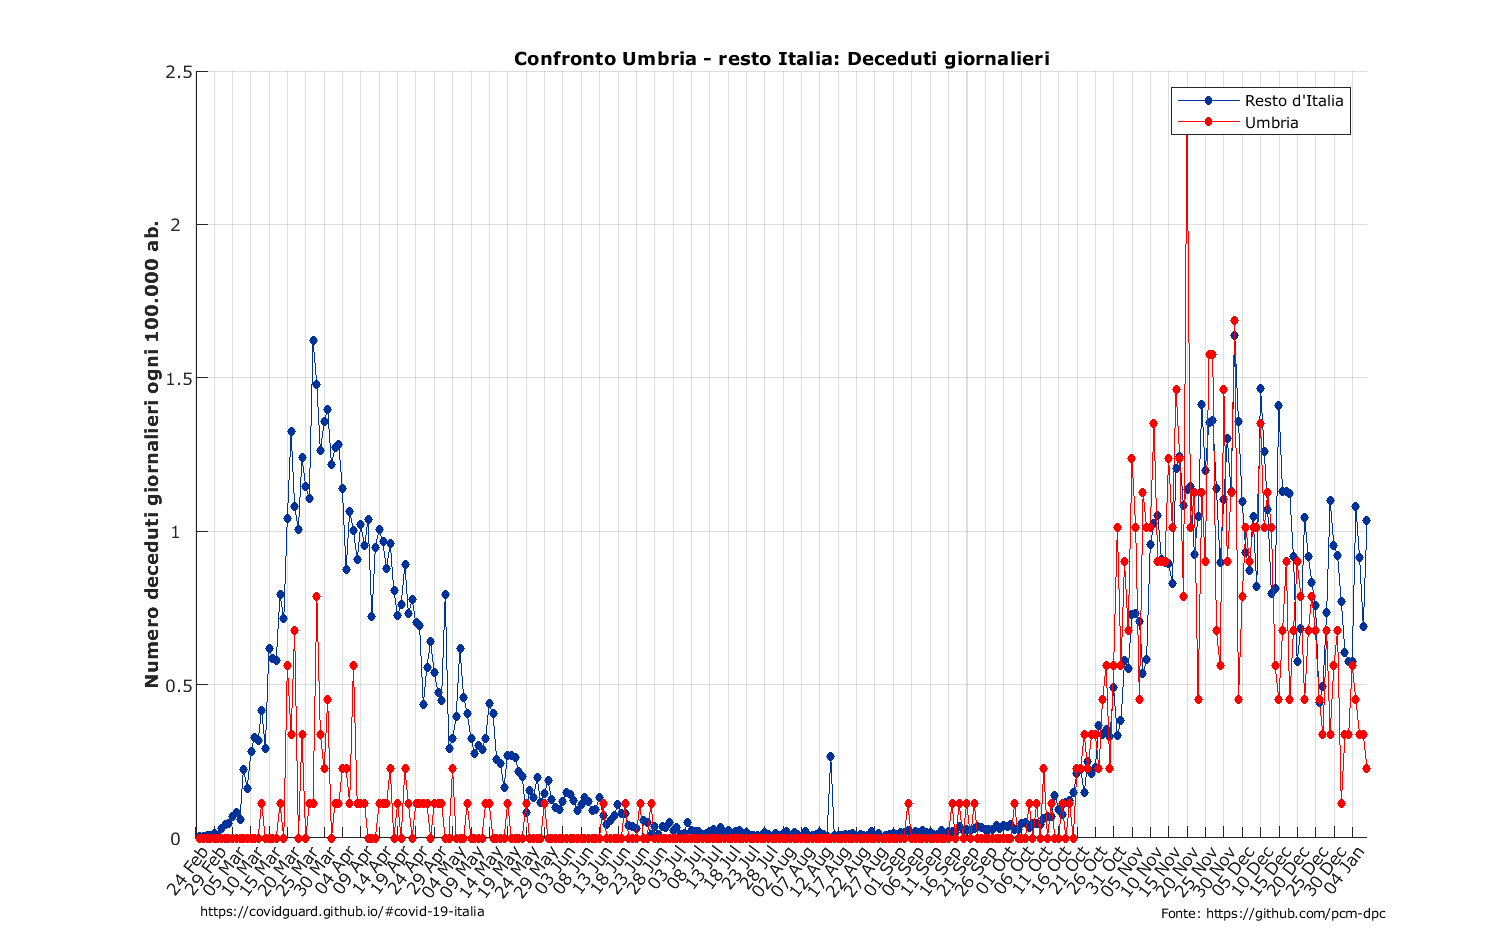 Confronto Umbria - resto Italia: Deceduti giornalieri
Resto d'Italia
Umbria
Numero deceduti giornalieri ogni 100.000 ab.
2.5
2
1.5
1
0.5
0
24 Feb
29 Feb
05 Mar
10 Mar
15 Mar
20 Mar
25 Mar
30 Mar
04 Apr
09 Apr
14 Apr
19 Apr
24 Apr
29 Apr
04 May
09 May
14 May
19 May
24 May
29 May
03 Jun
08 Jun
13 Jun
18 Jun
23 Jun
28 Jun
03 Jul
08 Jul
13 Jul
18 Jul
23 Jul
28 Jul
02 Aug
07 Aug
12 Aug
17 Aug
22 Aug
27 Aug
01 Sep
06 Sep
11 Sep
16 Sep
21 Sep
26 Sep
01 Oct
06 Oct
11 Oct
16 Oct
21 Oct
26 Oct
31 Oct
05 Nov
10 Nov
15 Nov
20 Nov
25 Nov
30 Nov
05 Dec
10 Dec
15 Dec
20 Dec
25 Dec
30 Dec
04 Jan
https://covidguard.github.io/#covid-19-italia
Fonte: https://github.com/pcm-dpc